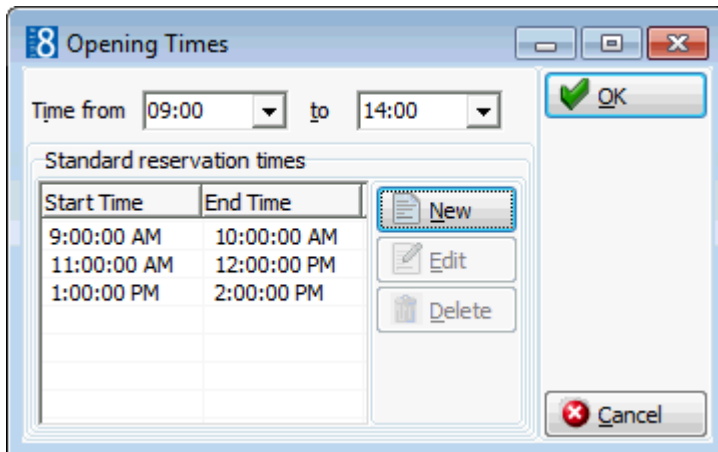 8 Opening Times
Time from 09:00 to 14:00
OK
Standard reservation times
Start Time End Time
9:00:00 AM 10:00:00 AM
11:00:00 AM 12:00:00 PM
1:00:00 PM 2:00:00 PM
New
Edit
Delete
Cancel